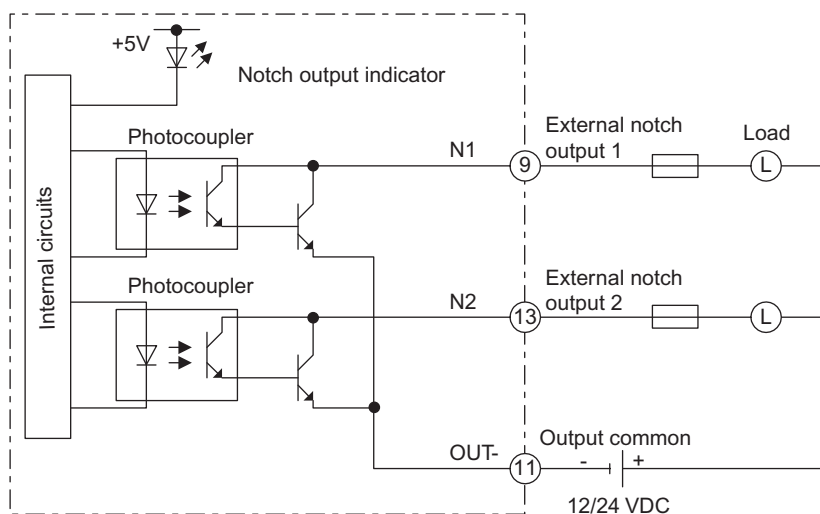 +5V
Notch output indicator
Photocoupler
N1
9
External notch
output 1
Load
L
Internal circuits
Photocoupler
N2
13
External notch
output 2
L
OUT-
11
Output common
- +
12/24 VDC